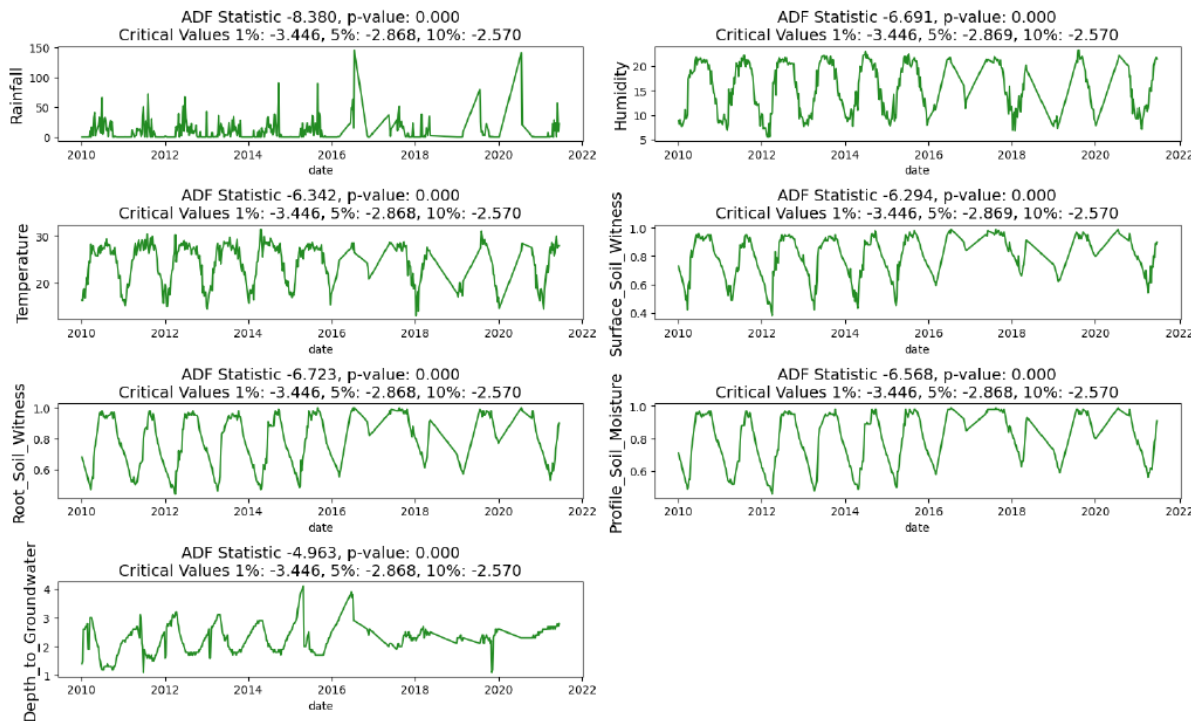 ADF Statistic -8.380, p-value: 0.000
Critical Values 1%: -3.446, 5%: -2.868, 10%: -2.570
Rainfall
150
100
50
0
2010 2012 2014 2016 2018 2020 2022
date
ADF Statistic -6.691, p-value: 0.000
Critical Values 1%: -3.446, 5%: -2.869, 10%: -2.570
Humidity
20
15
10
5
2010 2012 2014 2016 2018 2020 2022
date
ADF Statistic -6.342, p-value: 0.000
Critical Values 1%: -3.446, 5%: -2.868, 10%: -2.570
Temperature
30
20
2010 2012 2014 2016 2018 2020 2022
date
ADF Statistic -6.294, p-value: 0.000
Critical Values 1%: -3.446, 5%: -2.869, 10%: -2.570
Surface_Soil_Witness
1.0
0.8
0.6
0.4
2010 2012 2014 2016 2018 2020 2022
date
ADF Statistic -6.723, p-value: 0.000
Critical Values 1%: -3.446, 5%: -2.868, 10%: -2.570
Root_Soil_Witness
1.0
0.8
0.6
2010 2012 2014 2016 2018 2020 2022
date
ADF Statistic -6.568, p-value: 0.000
Critical Values 1%: -3.446, 5%: -2.868, 10%: -2.570
Profile_Soil_Moisture
1.0
0.8
0.6
2010 2012 2014 2016 2018 2020 2022
date
ADF Statistic -4.963, p-value: 0.000
Critical Values 1%: -3.446, 5%: -2.868, 10%: -2.570
Depth_to_Groundwater
4
3
2
1
2010 2012 2014 2016 2018 2020 2022
date